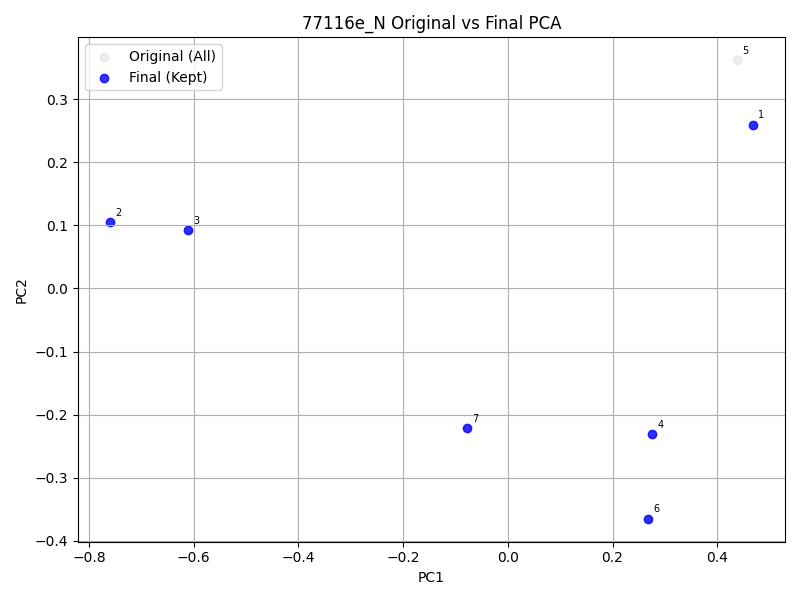 77116e_N Original vs Final PCA
Original (All)
Final (Kept)
5
1
2
3
7
4
6
0.3
0.2
0.1
0.0
−0.1
−0.2
−0.3
−0.4
PC2
−0.8 −0.6 −0.4 −0.2 0.0 0.2 0.4
PC1